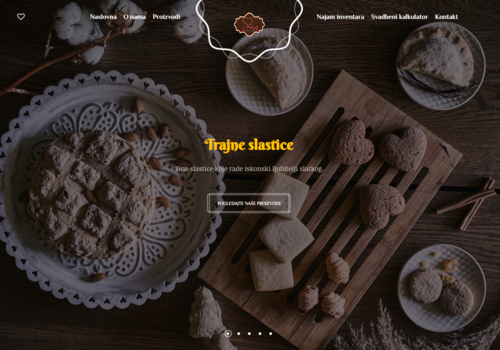 Naslovna O nama Proizvodi
Najam inventara Svadbeni kalkulator Kontakt
Trajne slastice
Fine slastice koje rade iskonski ljubitelji slatkog.
POGLEDAJTE NAŠE PROIZVODE